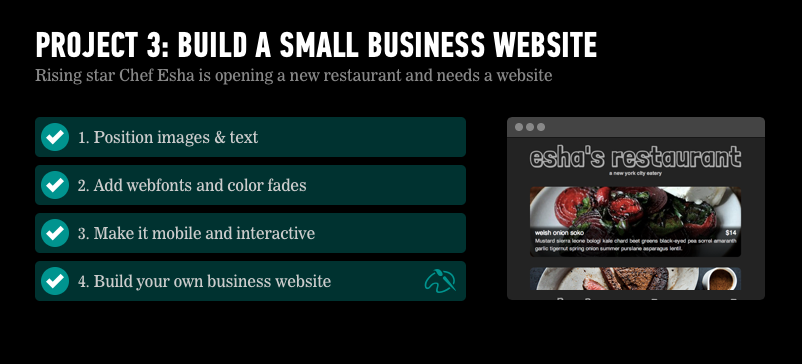 PROJECT 3: BUILD A SMALL BUSINESS WEBSITE
Rising star Chef Esha is opening a new restaurant and needs a website
1. Position images & text
2. Add webfonts and color fades
3. Make it mobile and interactive
4. Build your own business website
esha's restaurant
a new york city eatery
welsh onion soko $14
Mustard sierra leone bologi kale chard beet greens black-eyed pea sorrel amaranth
garlic tigernut spring onion summer purslane asparagus lentil.